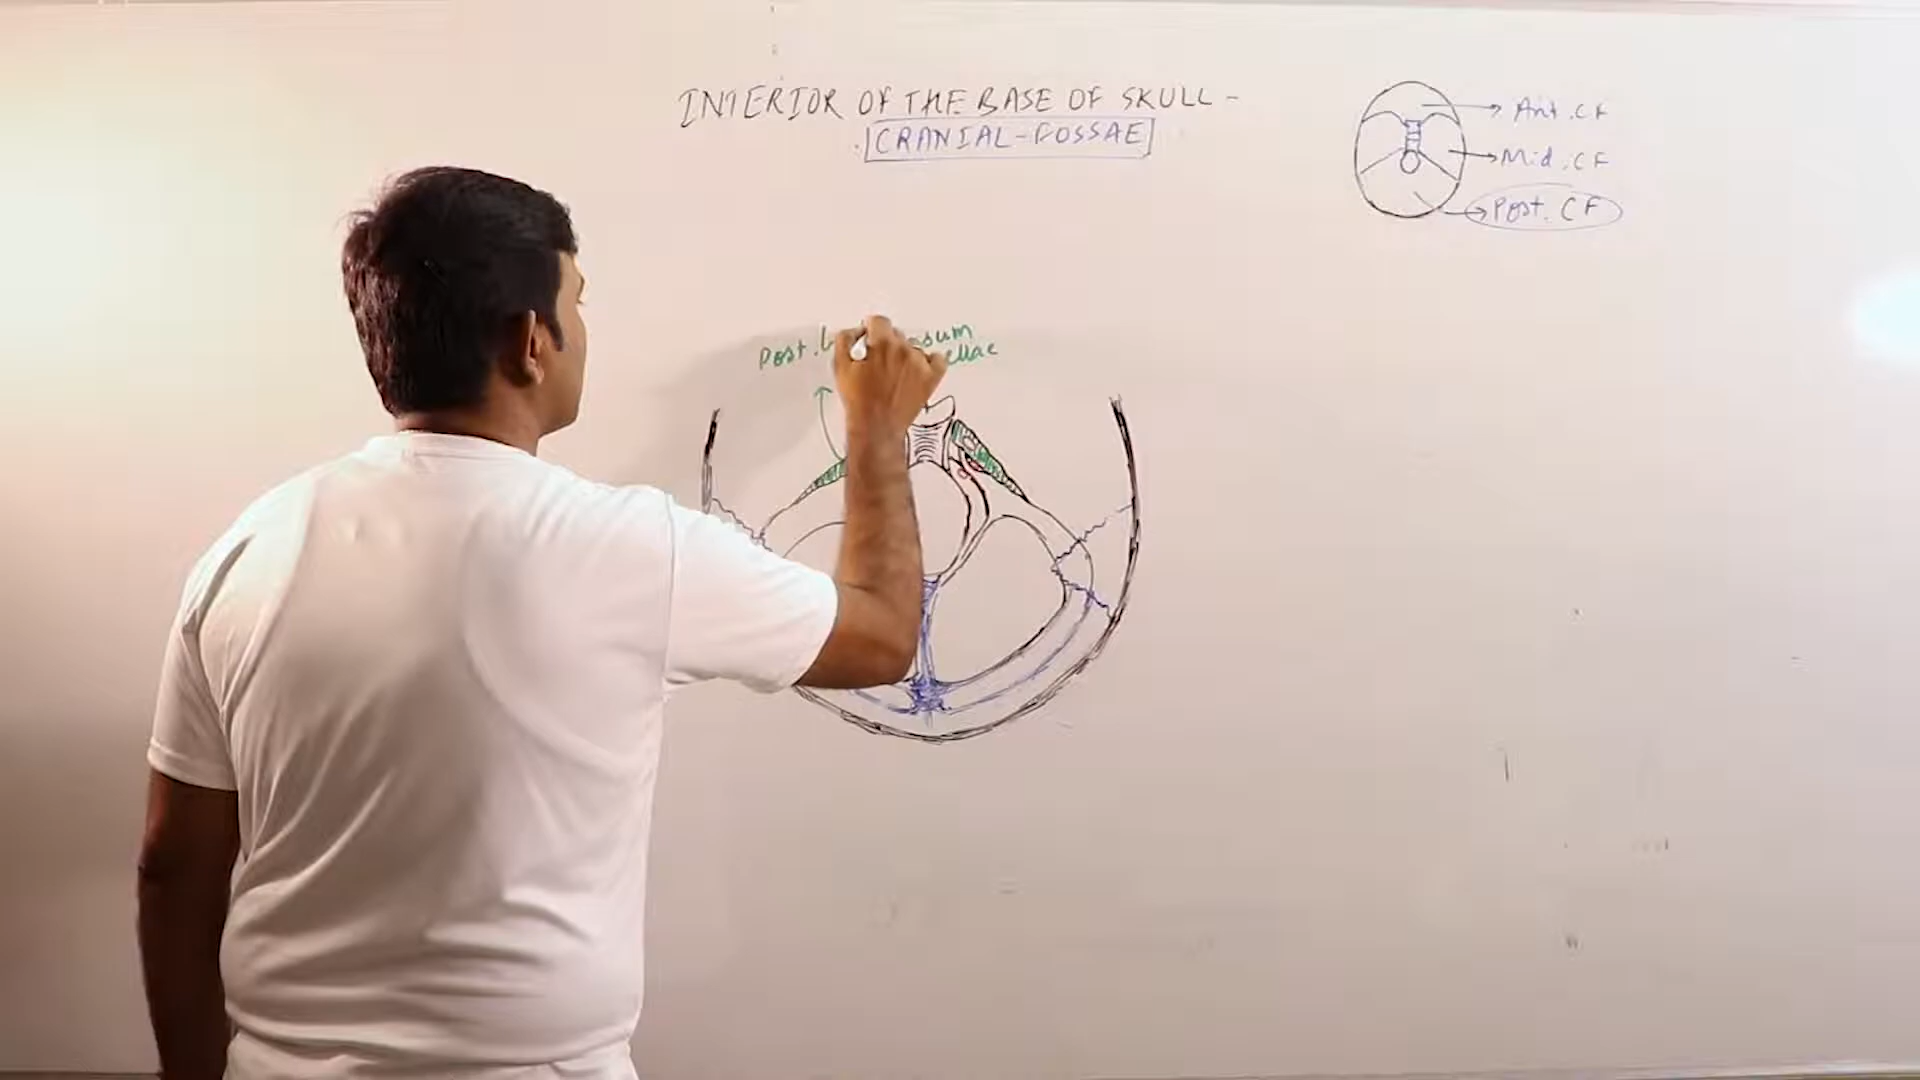 INTERIOR OF THE BASE OF SKULL -
CRANIAL-FOSSAE
Ant. CF
Mid. CF
Post. CF
Post.